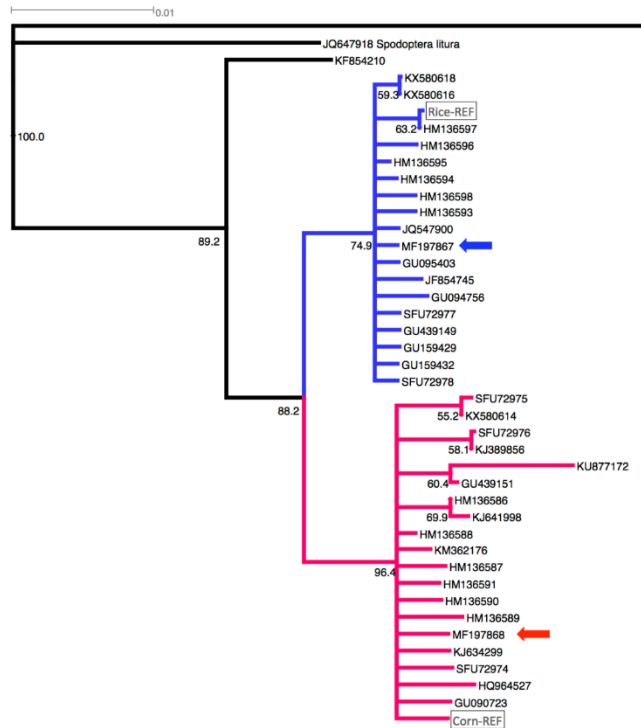 0.01
JQ647918 Spodoptera litura
KF854210
KX580618
59.3 KX580616
Rice-REF
63.2 HM136597
HM136596
100.0
HM136595
HM136594
HM136598
HM136593
JQ547900
89.2
74.9 MF197867
GU095403
JF854745
GU094756
SFU72977
GU439149
GU159429
GU159432
SFU72978
SFU72975
88.2
55.2 KX580614
SFU72976
58.1 KJ389856
KU877172
60.4 GU439151
HM136586
69.9 KJ641998
HM136588
KM362176
96.4
HM136587
HM136591
HM136590
HM136589
MF197868
KJ634299
SFU72974
HQ964527
GU090723
Corn-REF